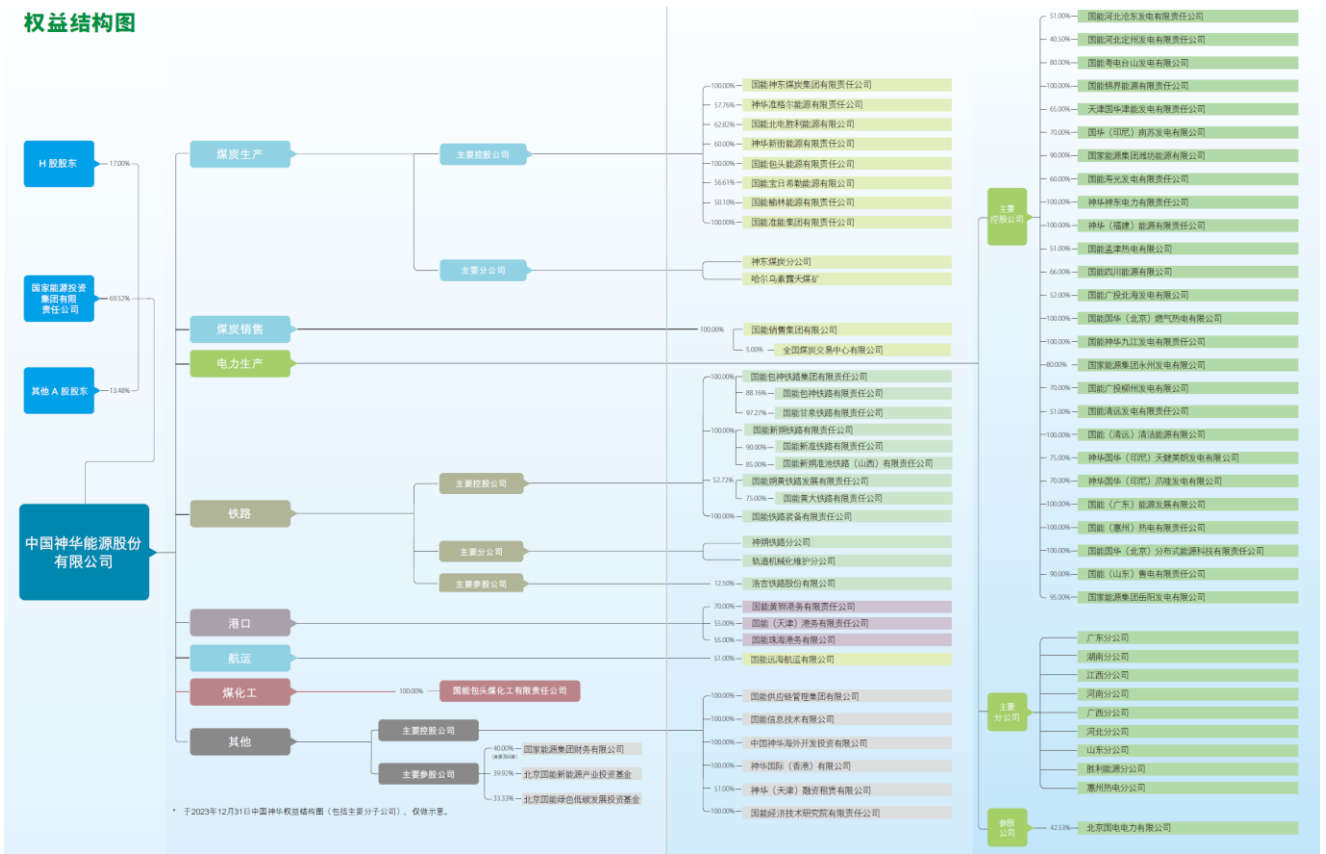 权益结构图
H 股股东
17.00%
国家能源投资
集团有限
责任公司
69.52%
其他 A 股股东
13.48%
中国神华能源股份
有限公司
煤炭生产
主要控股公司
100.00%
国能神东煤炭集团有限责任公司
57.76%
神华准格尔能源有限责任公司
62.82%
国能北电胜利能源有限公司
60.00%
神华新街能源有限责任公司
100.00%
国能包头能源有限责任公司
56.61%
国能宝日希勒能源有限公司
50.10%
国能榆林能源有限责任公司
100.00%
国能准能集团有限责任公司
主要分公司
神东煤炭分公司
哈尔乌素露天煤矿
煤炭销售
100.00%
国能销售集团有限公司
5.00%
全国煤炭交易中心有限公司
电力生产
主要
控股公司
51.00%
国能河北沧东发电有限责任公司
40.50%
国能河北定州发电有限责任公司
80.00%
国能粤电台山发电有限公司
100.00%
国能锦界能源有限责任公司
65.00%
天津国华津能发电有限责任公司
70.00%
国华（印尼）南苏发电有限公司
90.00%
国家能源集团潍坊能源有限公司
60.00%
国能寿光发电有限责任公司
100.00%
神华神东电力有限责任公司
100.00%
神华（福建）能源有限责任公司
51.00%
国能孟津热电有限公司
66.00%
国能四川能源有限公司
52.00%
国能广投北海发电有限公司
100.00%
国能国华（北京）燃气热电有限公司
100.00%
国能神华九江发电有限责任公司
80.00%
国家能源集团永州发电有限公司
70.00%
国能广投柳州发电有限公司
51.00%
国能清远发电有限责任公司
100.00%
国能（清远）清洁能源有限公司
75.00%
神华国华（印尼）天健美朗发电有限公司
70.00%
神华国华（印尼）爪哇发电有限公司
100.00%
国能（广东）能源发展有限公司
100.00%
国能（惠州）热电有限责任公司
100.00%
国能国华（北京）分布式能源科技有限责任公司
90.00%
国能（山东）售电有限责任公司
95.00%
国家能源集团岳阳发电有限公司
主要
分公司
广东分公司
湖南分公司
江西分公司
河南分公司
广西分公司
河北分公司
山东分公司
胜利能源分公司
惠州热电分公司
参股
公司
42.53%
北京国电电力有限公司
铁路
主要控股公司
100.00%
国能包神铁路集团有限责任公司
88.16%
国能包神铁路有限责任公司
97.27%
国能甘泉铁路有限责任公司
100.00%
国能新朔铁路有限责任公司
90.00%
国能新准铁路有限责任公司
85.00%
国能新朔准池铁路（山西）有限责任公司
52.72%
国能朔黄铁路发展有限责任公司
75.00%
国能黄大铁路有限责任公司
100.00%
国能铁路装备有限责任公司
主要分公司
神朔铁路分公司
轨道机械化维护分公司
主要参股公司
12.50%
浩吉铁路股份有限公司
港口
70.00%
国能黄骅港务有限责任公司
55.00%
国能（天津）港务有限责任公司
55.00%
国能珠海港务有限公司
航运
51.00%
国能远海航运有限公司
煤化工
100.00%
国能包头煤化工有限责任公司
其他
主要控股公司
100.00%
国能供应链管理集团有限公司
100.00%
国能信息技术有限公司
100.00%
中国神华海外开发投资有限公司
100.00%
神华国际（香港）有限公司
51.00%
神华（天津）融资租赁有限公司
100.00%
国能经济技术研究院有限责任公司
主要参股公司
40.00%
国家能源集团财务有限公司
39.92%
北京国能新能源产业投资基金
33.33%
北京国能绿色低碳发展投资基金
* 于2023年12月31日中国神华权益结构图（包括主要分子公司），仅做示意。